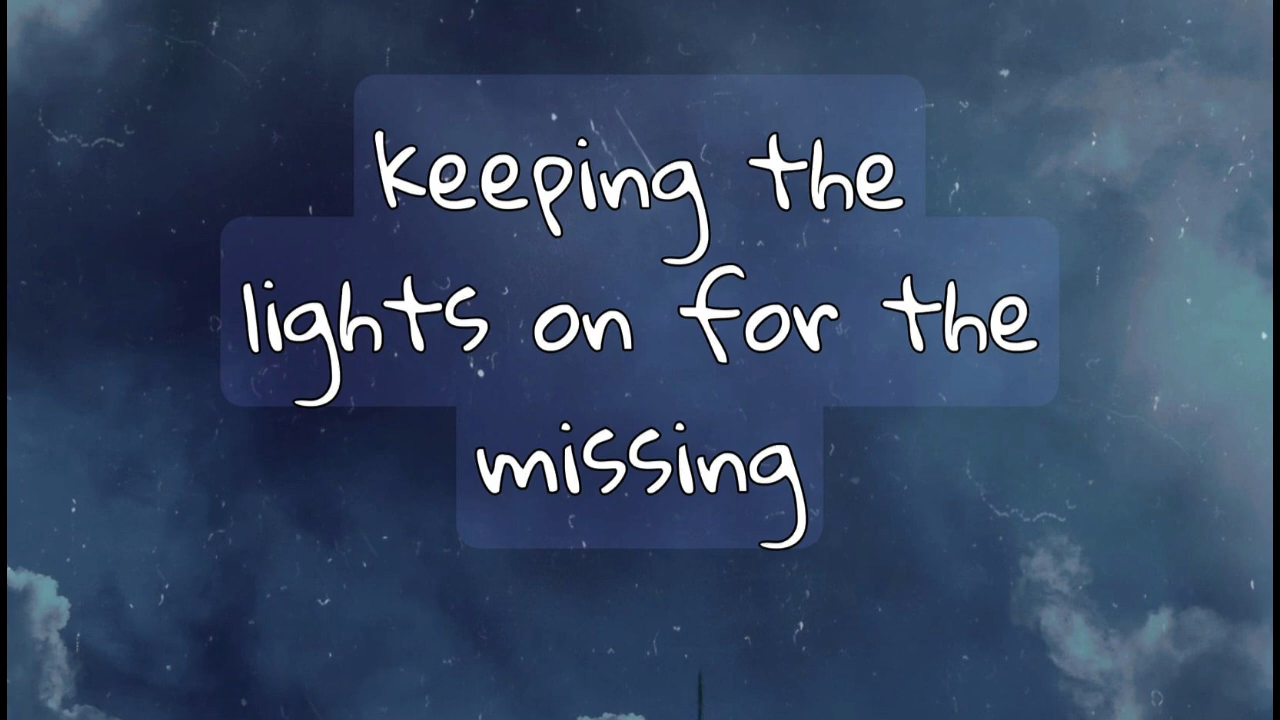 keeping the
lights on for the
missing